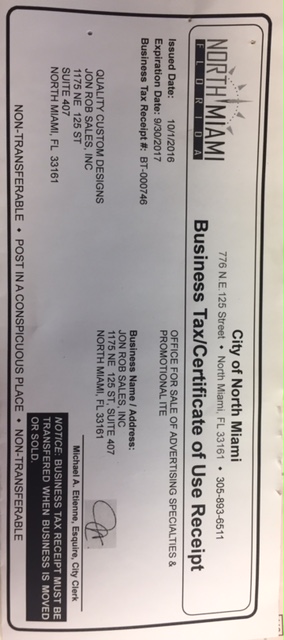 NORTH MIAMI
FLORIDA
City of North Miami
776 N.E.125 Street • North Miami, FL 33161 • 305-893-6511
Business Tax/Certificate of Use Receipt
Issued Date: 10/1/2016
Expiration Date: 9/30/2017
Business Tax Receipt #: BT-000746
OFFICE FOR SALE OF ADVERTISING SPECIALTIES &
PROMOTIONAL ITE
QUALITY CUSTOM DESIGNS
JON ROB SALES, INC
1175 NE 125 ST
SUITE 407
NORTH MIAMI, FL 33161
Business Name / Address:
JON ROB SALES, INC
1175 NE 125 ST, SUITE 407
NORTH MIAMI, FL 33161
Michael A. Etienne, Esquire, City Clerk
NOTICE: BUSINESS TAX RECEIPT MUST BE
TRANSFERED WHEN BUSINESS IS MOVED
OR SOLD.
NON-TRANSFERABLE • POST IN A CONSPICUOUS PLACE • NON-TRANSFERABLE